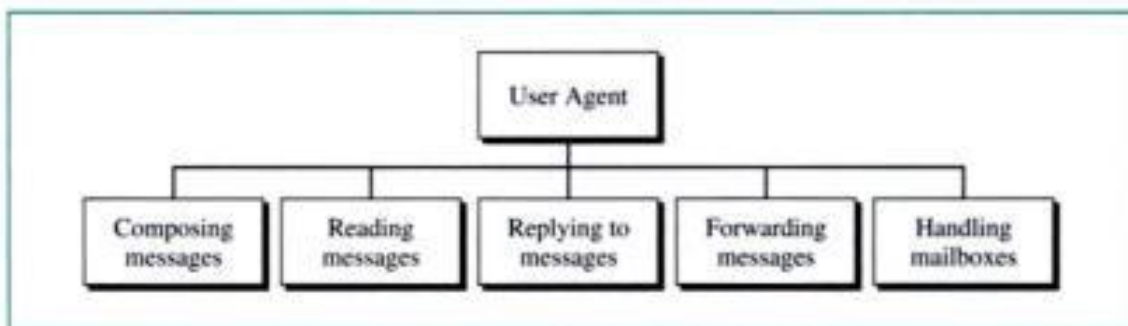 User Agent
Composing
messages
Reading
messages
Replying to
messages
Forwarding
messages
Handling
mailboxes